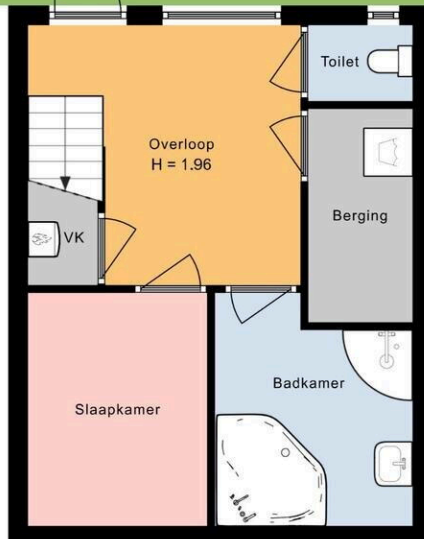 Toilet
Overloop
H = 1.96
Berging
VK
Badkamer
Slaapkamer